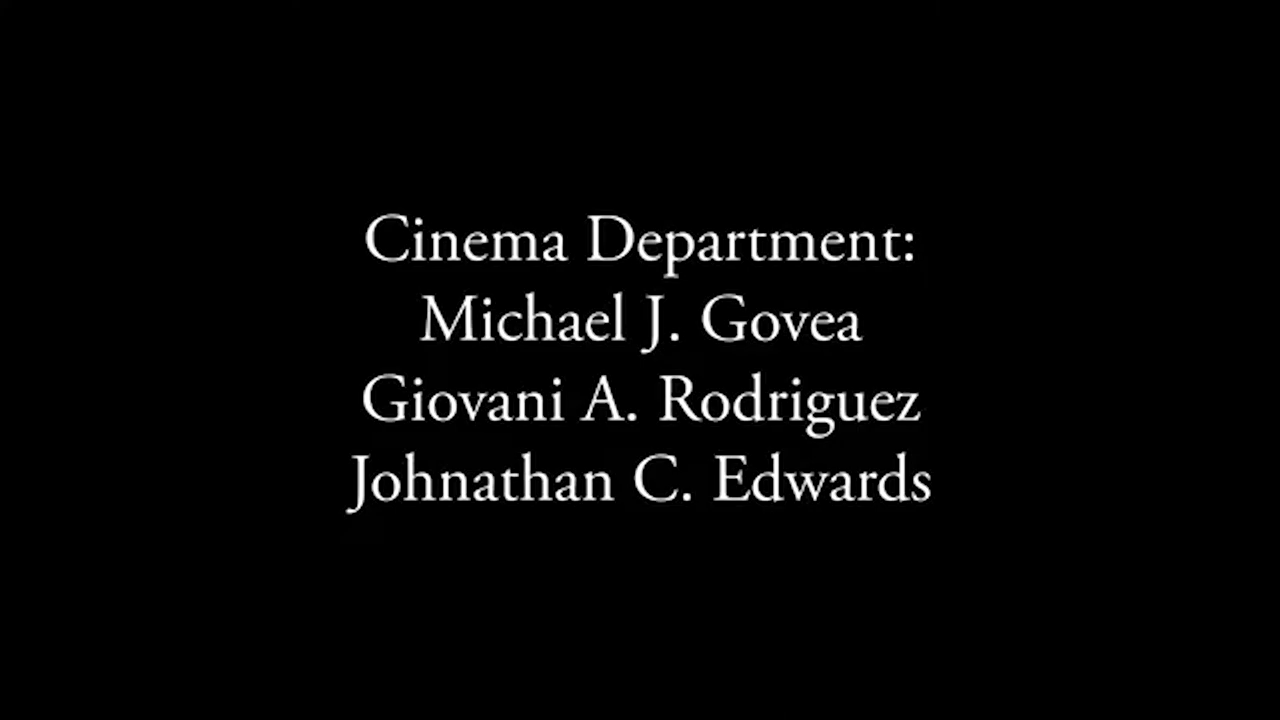 Cinema Department:
Michael J. Govea
Giovani A. Rodriguez
Johnathan C. Edwards